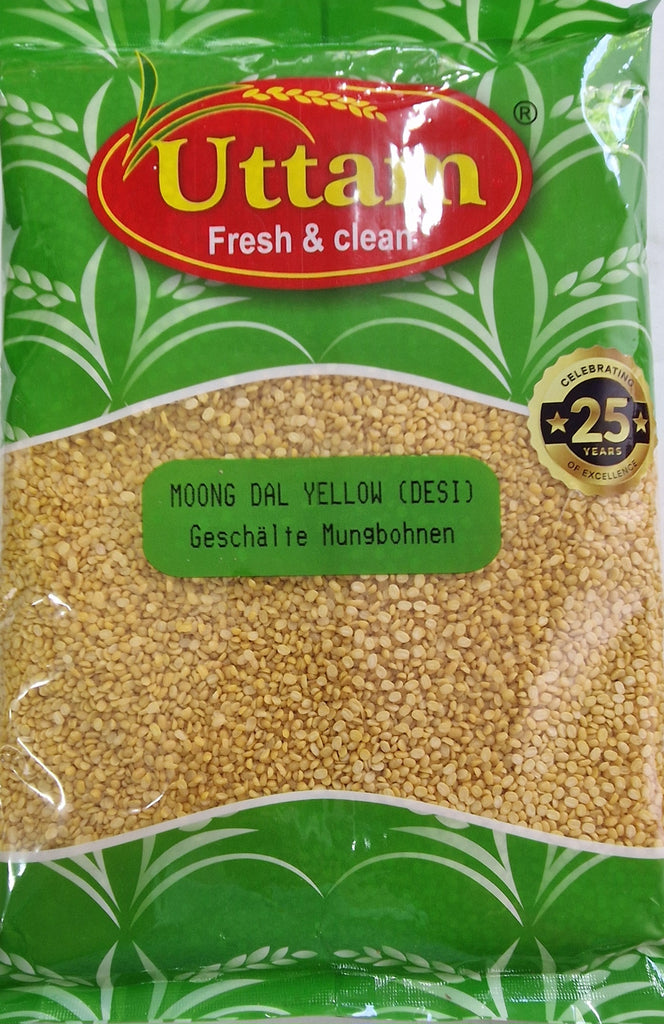 Uttam
®
Fresh & clean
CELEBRATING
25
YEARS
OF EXCELLENCE
MOONG DAL YELLOW (DESI)
Geschälte Mungbohnen